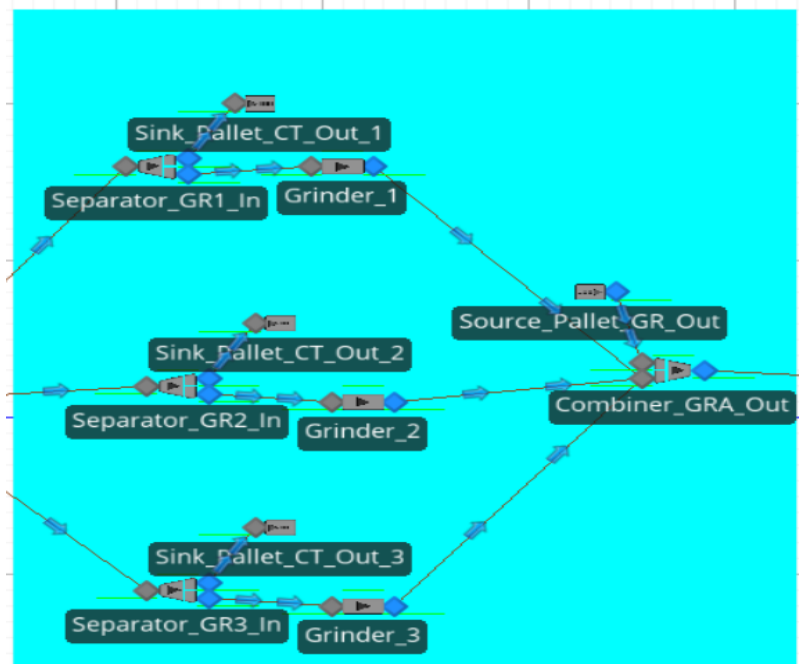 Sink_Pallet_CT_Out_1
Separator_GR1_In
Grinder_1
Source_Pallet_GR_Out
Sink_Pallet_CT_Out_2
Combiner_GRA_Out
Separator_GR2_In
Grinder_2
Sink_Pallet_CT_Out_3
Separator_GR3_In
Grinder_3